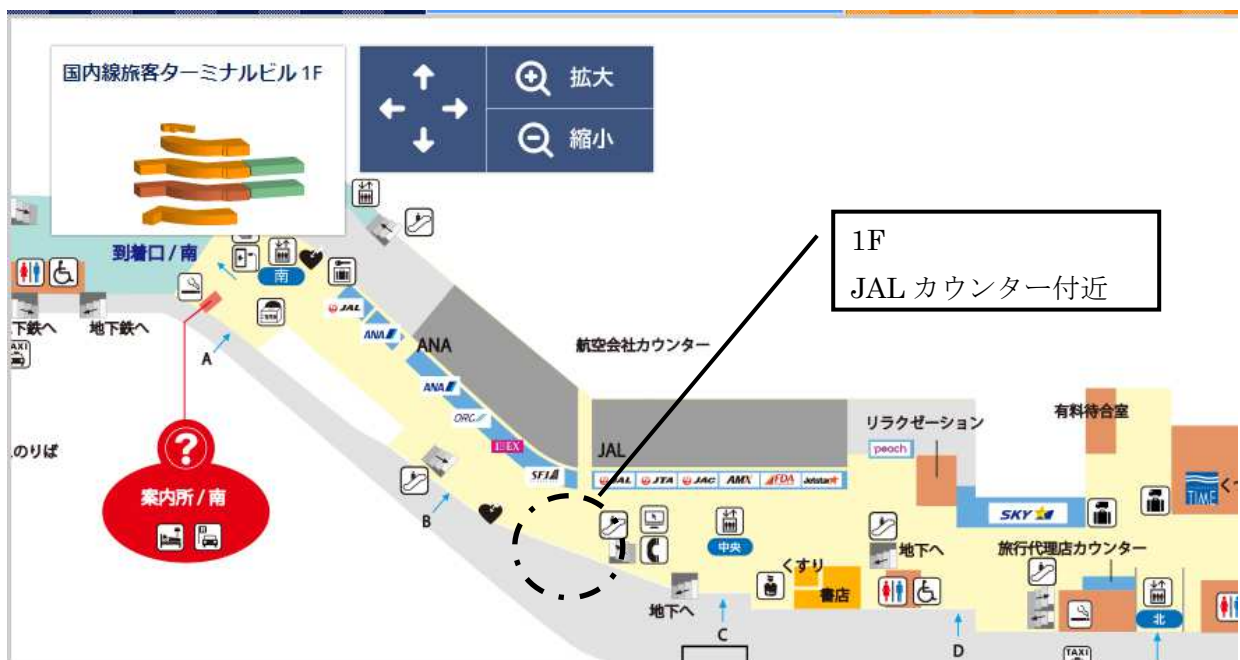 国内線旅客ターミナルビル 1F
拡大
縮小
1F
JAL カウンター付近
到着口 / 南
南
下鉄へ
地下鉄へ
TAXI
A
JAL
ANA
ANA
航空会社カウンター
ANA
ORC
IBEX
SFJ
のりば
?
案内所 / 南
B
JAL
JAL
JTA
JAC
AMX
FDA
Jetstar
リラクゼーション
peach
有料待合室
TIME
くつ
SKY
中央
地下へ
旅行代理店カウンター
くすり
書店
地下へ
北
C
D
TAXI